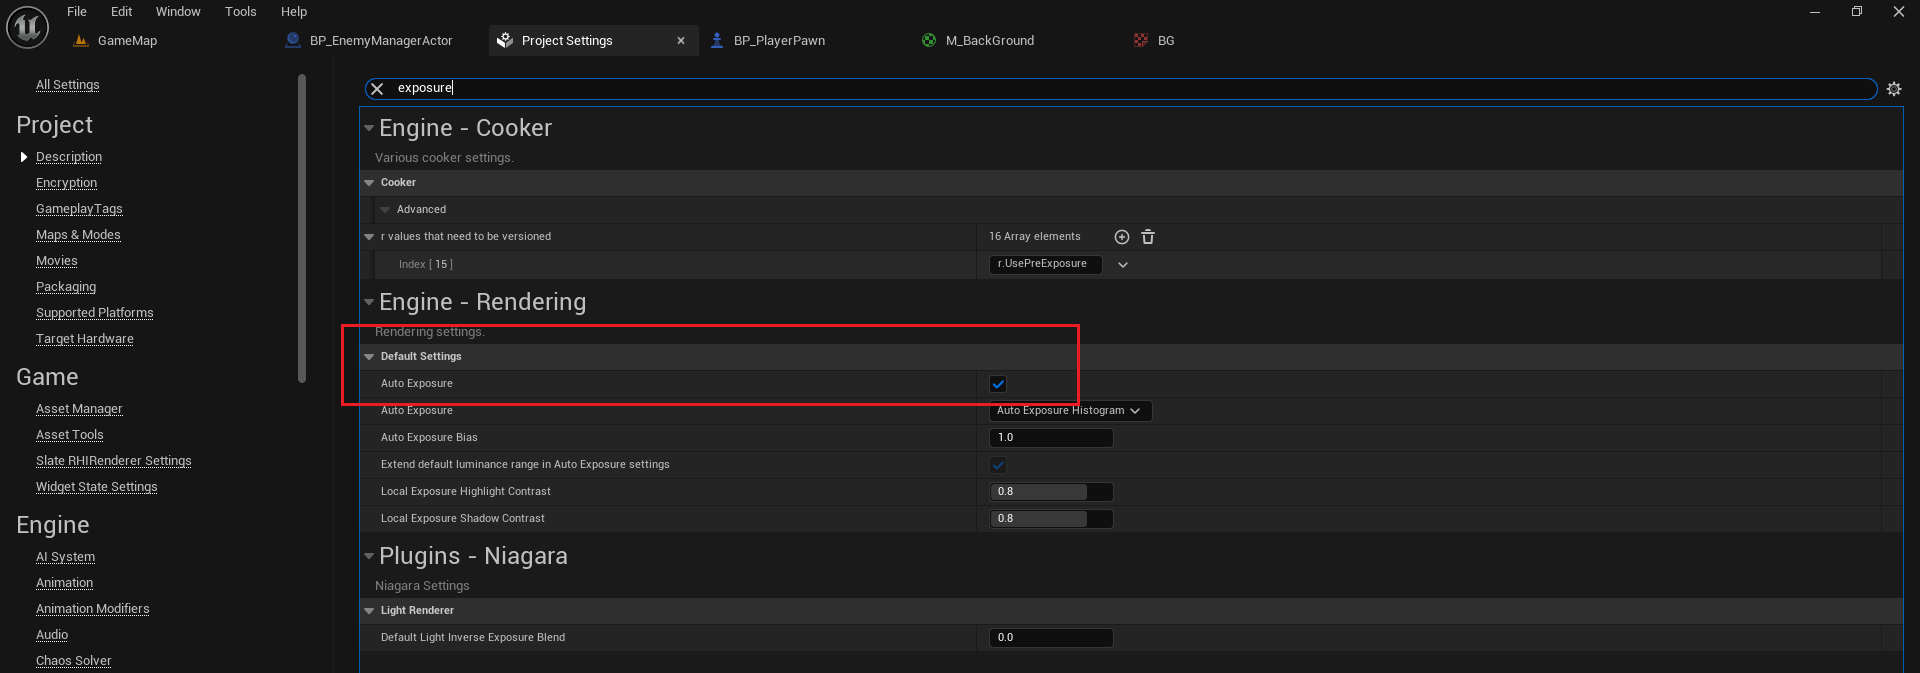 File Edit Window Tools Help
GameMap BP_EnemyManagerActor Project Settings BP_PlayerPawn M_BackGround BG
All Settings
Project
Description
Encryption
GameplayTags
Maps & Modes
Movies
Packaging
Supported Platforms
Target Hardware
Game
Asset Manager
Asset Tools
Slate RHIRenderer Settings
Widget State Settings
Engine
AI System
Animation
Animation Modifiers
Audio
Chaos Solver
exposure
Engine - Cooker
Various cooker settings.
Cooker
Advanced
r values that need to be versioned 16 Array elements
Index [ 15 ] r.UsePreExposure
Engine - Rendering
Rendering settings.
Default Settings
Auto Exposure
Auto Exposure Auto Exposure Histogram
Auto Exposure Bias 1.0
Extend default luminance range in Auto Exposure settings
Local Exposure Highlight Contrast 0.8
Local Exposure Shadow Contrast 0.8
Plugins - Niagara
Niagara Settings
Light Renderer
Default Light Inverse Exposure Blend 0.0